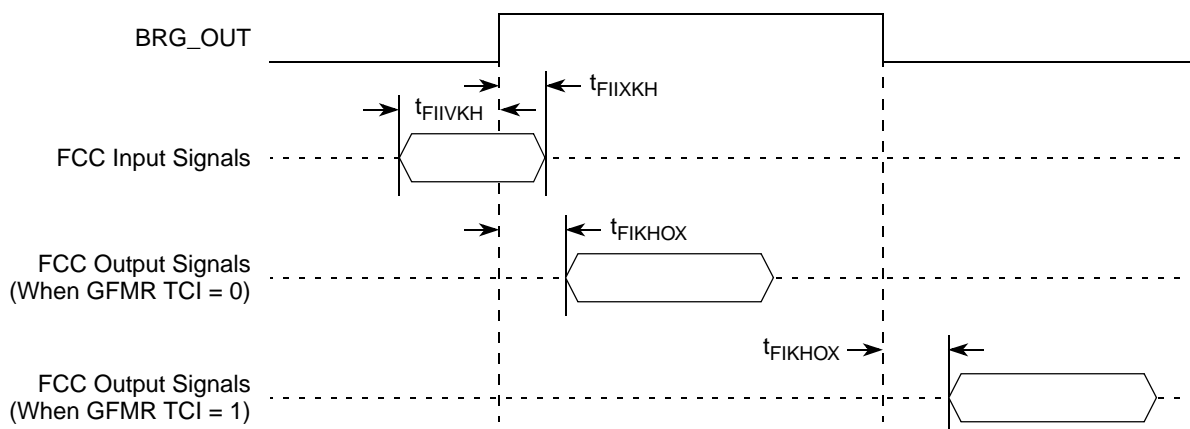 BRG_OUT
tFIIXKH
tFIIVKH
FCC Input Signals
tFIKHOX
FCC Output Signals
(When GFMR TCI = 0)
tFIKHOX
FCC Output Signals
(When GFMR TCI = 1)